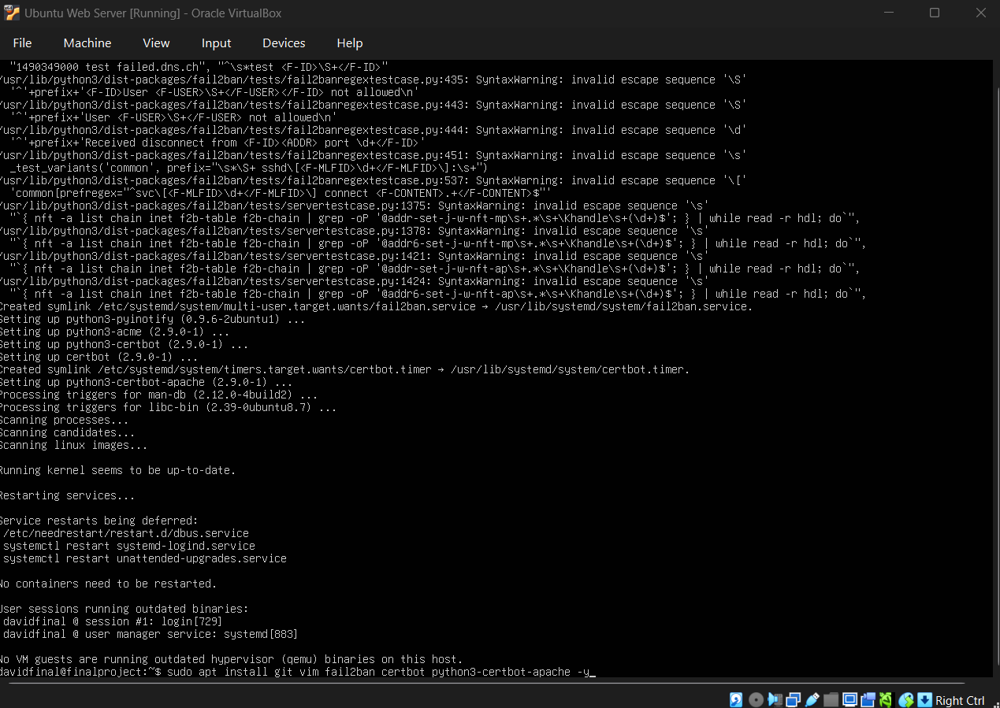 Ubuntu Web Server [Running] - Oracle VirtualBox
File Machine View Input Devices Help
"1490349000 test failed.dns.ch", "^\s*test <F-ID>\S+</F-ID>"
/usr/lib/python3/dist-packages/fail2ban/tests/fail2banregextestcase.py:435: SyntaxWarning: invalid escape sequence '\S'
'^'+prefix+'<F-ID>User <F-USER>\S+</F-USER></F-ID> not allowed\n'
/usr/lib/python3/dist-packages/fail2ban/tests/fail2banregextestcase.py:443: SyntaxWarning: invalid escape sequence '\S'
'^'+prefix+'User <F-USER>\S+</F-USER> not allowed\n'
/usr/lib/python3/dist-packages/fail2ban/tests/fail2banregextestcase.py:444: SyntaxWarning: invalid escape sequence '\d'
'^'+prefix+'Received disconnect from <F-ID><ADDR> port \d+</F-ID>'
/usr/lib/python3/dist-packages/fail2ban/tests/fail2banregextestcase.py:451: SyntaxWarning: invalid escape sequence '\s'
_test_variants('common', prefix="\s*\S+ sshd\[<F-MLFID>\d+</F-MLFID>\]:\s+")
/usr/lib/python3/dist-packages/fail2ban/tests/fail2banregextestcase.py:537: SyntaxWarning: invalid escape sequence '\['
'common[prefregex="^svc\[<F-MLFID>\d+</F-MLFID>\] connect <F-CONTENT>.+</F-CONTENT>$"'
/usr/lib/python3/dist-packages/fail2ban/tests/servertestcase.py:1375: SyntaxWarning: invalid escape sequence '\s'
"`{ nft -a list chain inet f2b-table f2b-chain | grep -oP '@addr-set-j-w-nft-mp\s+.*\s+\Khandle\s+(\d+)$'; } | while read -r hdl; do`",
/usr/lib/python3/dist-packages/fail2ban/tests/servertestcase.py:1378: SyntaxWarning: invalid escape sequence '\s'
"`{ nft -a list chain inet f2b-table f2b-chain | grep -oP '@addr6-set-j-w-nft-mp\s+.*\s+\Khandle\s+(\d+)$'; } | while read -r hdl; do`",
/usr/lib/python3/dist-packages/fail2ban/tests/servertestcase.py:1421: SyntaxWarning: invalid escape sequence '\s'
"`{ nft -a list chain inet f2b-table f2b-chain | grep -oP '@addr-set-j-w-nft-ap\s+.*\s+\Khandle\s+(\d+)$'; } | while read -r hdl; do`",
/usr/lib/python3/dist-packages/fail2ban/tests/servertestcase.py:1424: SyntaxWarning: invalid escape sequence '\s'
"`{ nft -a list chain inet f2b-table f2b-chain | grep -oP '@addr6-set-j-w-nft-ap\s+.*\s+\Khandle\s+(\d+)$'; } | while read -r hdl; do`",
Created symlink /etc/systemd/system/multi-user.target.wants/fail2ban.service → /usr/lib/systemd/system/fail2ban.service.
Setting up python3-pyinotify (0.9.6-2ubuntu1) ...
Setting up python3-acme (2.9.0-1) ...
Setting up python3-certbot (2.9.0-1) ...
Setting up certbot (2.9.0-1) ...
Created symlink /etc/systemd/system/timers.target.wants/certbot.timer → /usr/lib/systemd/system/certbot.timer.
Setting up python3-certbot-apache (2.9.0-1) ...
Processing triggers for man-db (2.12.0-4build2) ...
Processing triggers for libc-bin (2.39-0ubuntu8.7) ...
Scanning processes...
Scanning candidates...
Scanning linux images...
Running kernel seems to be up-to-date.
Restarting services...
Service restarts being deferred:
/etc/needrestart/restart.d/dbus.service
systemctl restart systemd-logind.service
systemctl restart unattended-upgrades.service
No containers need to be restarted.
User sessions running outdated binaries:
davidfinal @ session #1: login[729]
davidfinal @ user manager service: systemd[883]
No VM guests are running outdated hypervisor (qemu) binaries on this host.
davidfinal@finalproject:~$ sudo apt install git vim fail2ban certbot python3-certbot-apache -y_
Right Ctrl